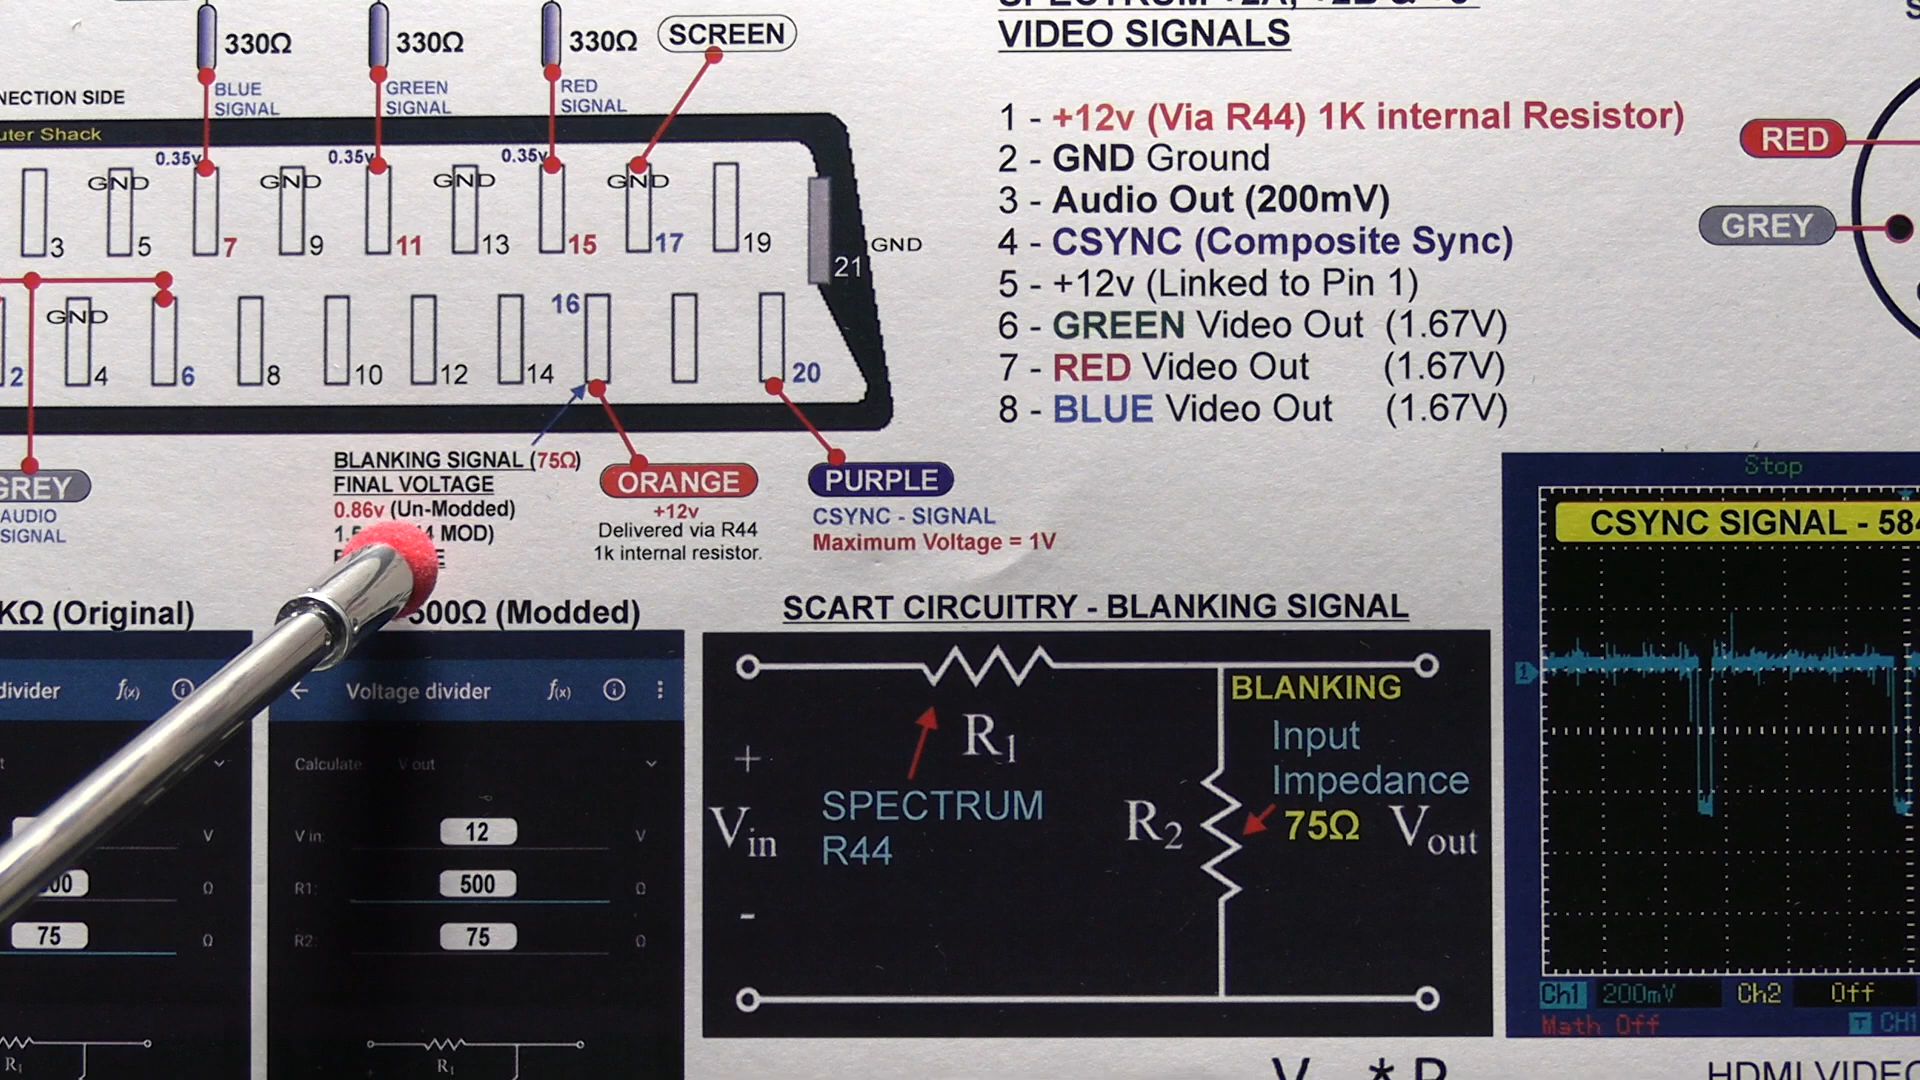 330Ω
330Ω
330Ω
SCREEN
VIDEO SIGNALS
BLUE
SIGNAL
GREEN
SIGNAL
RED
SIGNAL
NECTION SIDE
uter Shack
0.35v
0.35v
0.35v
GND
GND
GND
GND
3
5
7
9
11
13
15
17
19
21
GND
GND
16
2
4
6
8
10
12
14
20
1 - +12v (Via R44) 1K internal Resistor)
2 - GND Ground
3 - Audio Out (200mV)
4 - CSYNC (Composite Sync)
5 - +12v (Linked to Pin 1)
6 - GREEN Video Out (1.67V)
7 - RED Video Out (1.67V)
8 - BLUE Video Out (1.67V)
RED
GREY
GREY
AUDIO
SIGNAL
BLANKING SIGNAL (75Ω)
FINAL VOLTAGE
0.86v (Un-Modded)
MOD)
ORANGE
+12v
Delivered via R44
1k internal resistor.
PURPLE
CSYNC - SIGNAL
Maximum Voltage = 1V
KΩ (Original)
500Ω (Modded)
divider
f(x)
75
V
Ω
Ω
R1
Voltage divider
f(x)
Calculate V out
V in: 12 V
R1: 500 Ω
R2: 75 Ω
R1
SCART CIRCUITRY - BLANKING SIGNAL
BLANKING
R1
Input
Impedance
75Ω
+
SPECTRUM
R44
Vin
R2
Vout
-
Stop
CSYNC SIGNAL - 584
1
Ch1 200mV Ch2 Off
Math Off
T CH1
V * R
HDMI VIDEO